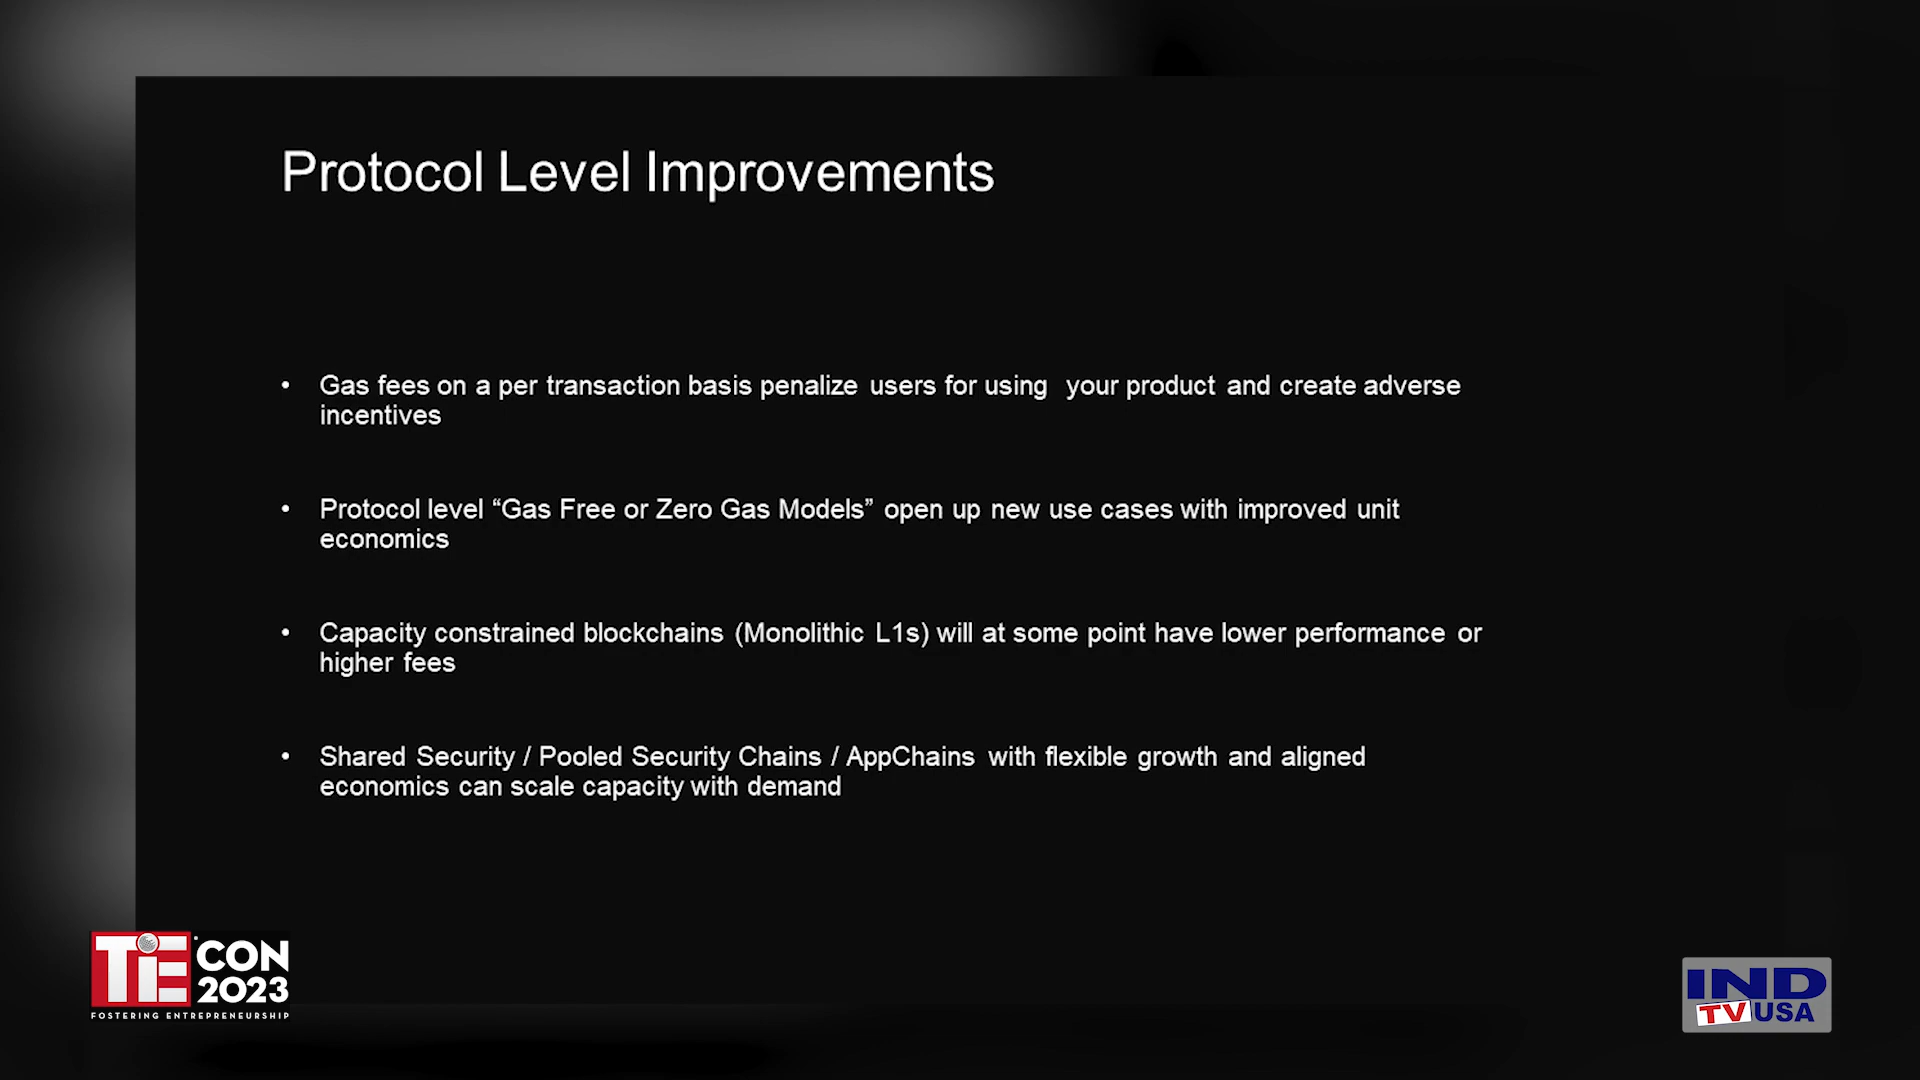 Protocol Level Improvements
• Gas fees on a per transaction basis penalize users for using your product and create adverse
incentives
• Protocol level “Gas Free or Zero Gas Models” open up new use cases with improved unit
economics
• Capacity constrained blockchains (Monolithic L1s) will at some point have lower performance or
higher fees
• Shared Security / Pooled Security Chains / AppChains with flexible growth and aligned
economics can scale capacity with demand
TiE CON
2023
FOSTERING ENTREPRENEURSHIP
IND
TV USA